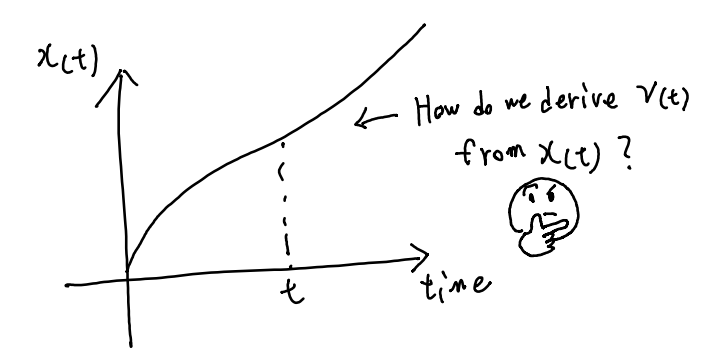 x(t)
How do we derive v(t)
from x(t) ?
t
time